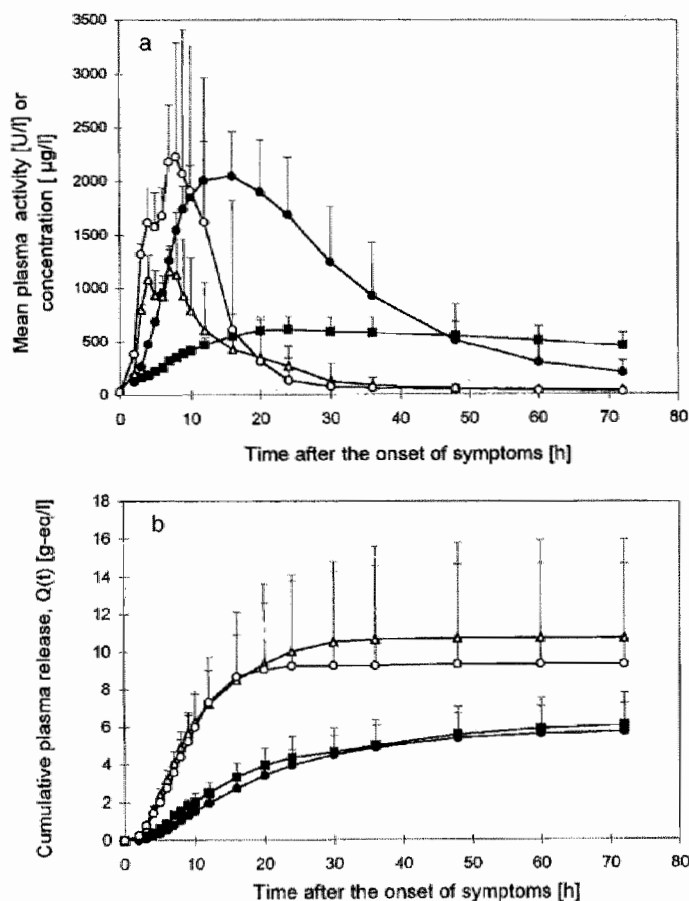 a
3500
3000
2500
2000
1500
1000
500
0
Mean plasma activity [U/l] or
concentration [ µg/l]
0 10 20 30 40 50 60 70 80
Time after the onset of symptoms [h]
b
18
16
14
12
10
8
6
4
2
0
Cumulative plasma release, Q(t) [g-eq/l]
0 10 20 30 40 50 60 70 80
Time after the onset of symptoms [h]